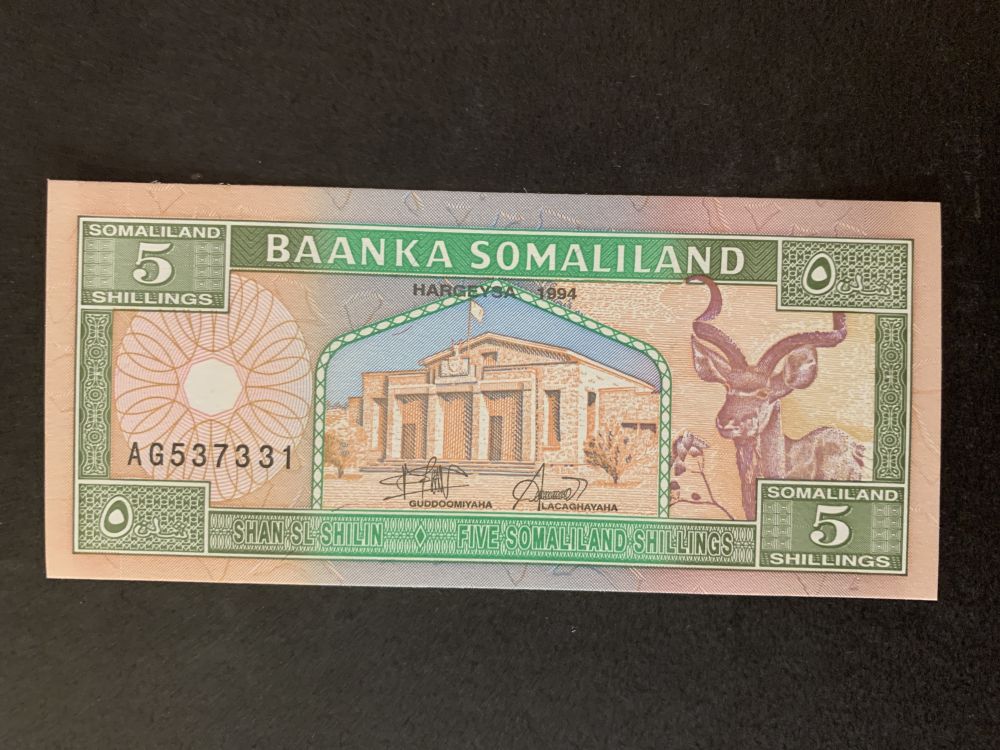 SOMALILAND
5
SHILLINGS
BAANKA SOMALILAND
٥
HARGEYSA 1994
AG537331
GUDDOOMIYAHA
LACAGHAYAHA
٥
SHAN SL SHILIN ◊ FIVE SOMALILAND SHILLINGS
SOMALILAND
5
SHILLINGS